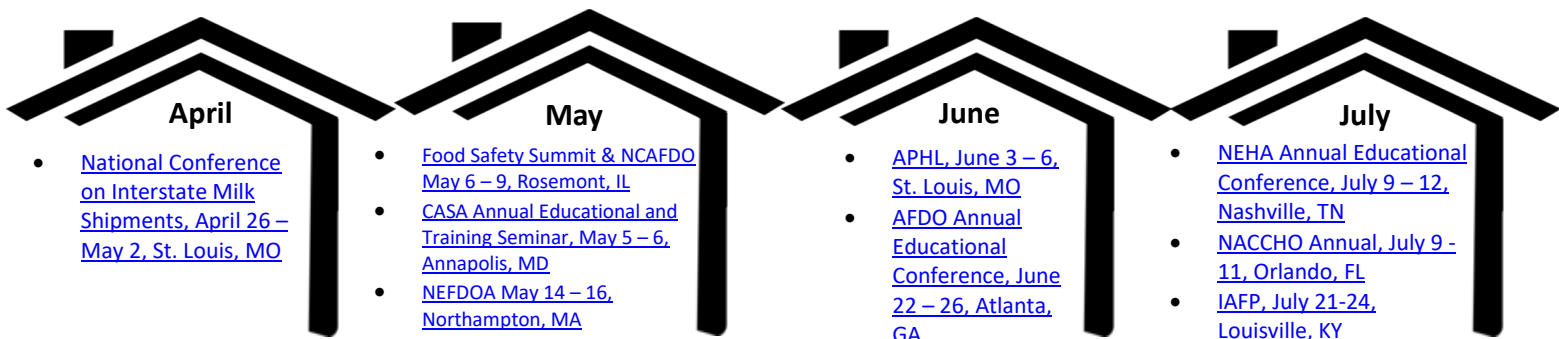 April
• National Conference
on Interstate Milk
Shipments, April 26 –
May 2, St. Louis, MO
May
• Food Safety Summit & NCAFDO
May 6 – 9, Rosemont, IL
• CASA Annual Educational and
Training Seminar, May 5 – 6,
Annapolis, MD
• NEFDOA May 14 – 16,
Northampton, MA
June
• APHL, June 3 – 6,
St. Louis, MO
• AFDO Annual
Educational
Conference, June
22 – 26, Atlanta,
GA
July
• NEHA Annual Educational
Conference, July 9 – 12,
Nashville, TN
• NACCHO Annual, July 9 -
11, Orlando, FL
• IAFP, July 21-24,
Louisville, KY